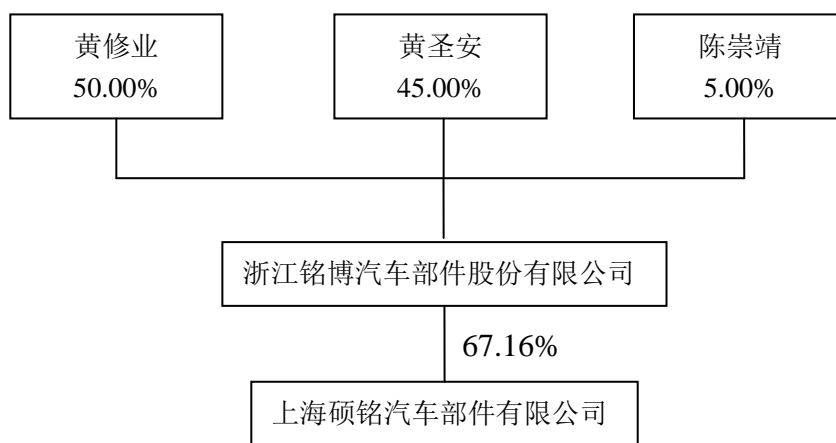 黄修业
50.00%
黄圣安
45.00%
陈崇靖
5.00%
浙江铭博汽车部件股份有限公司
67.16%
上海硕铭汽车部件有限公司